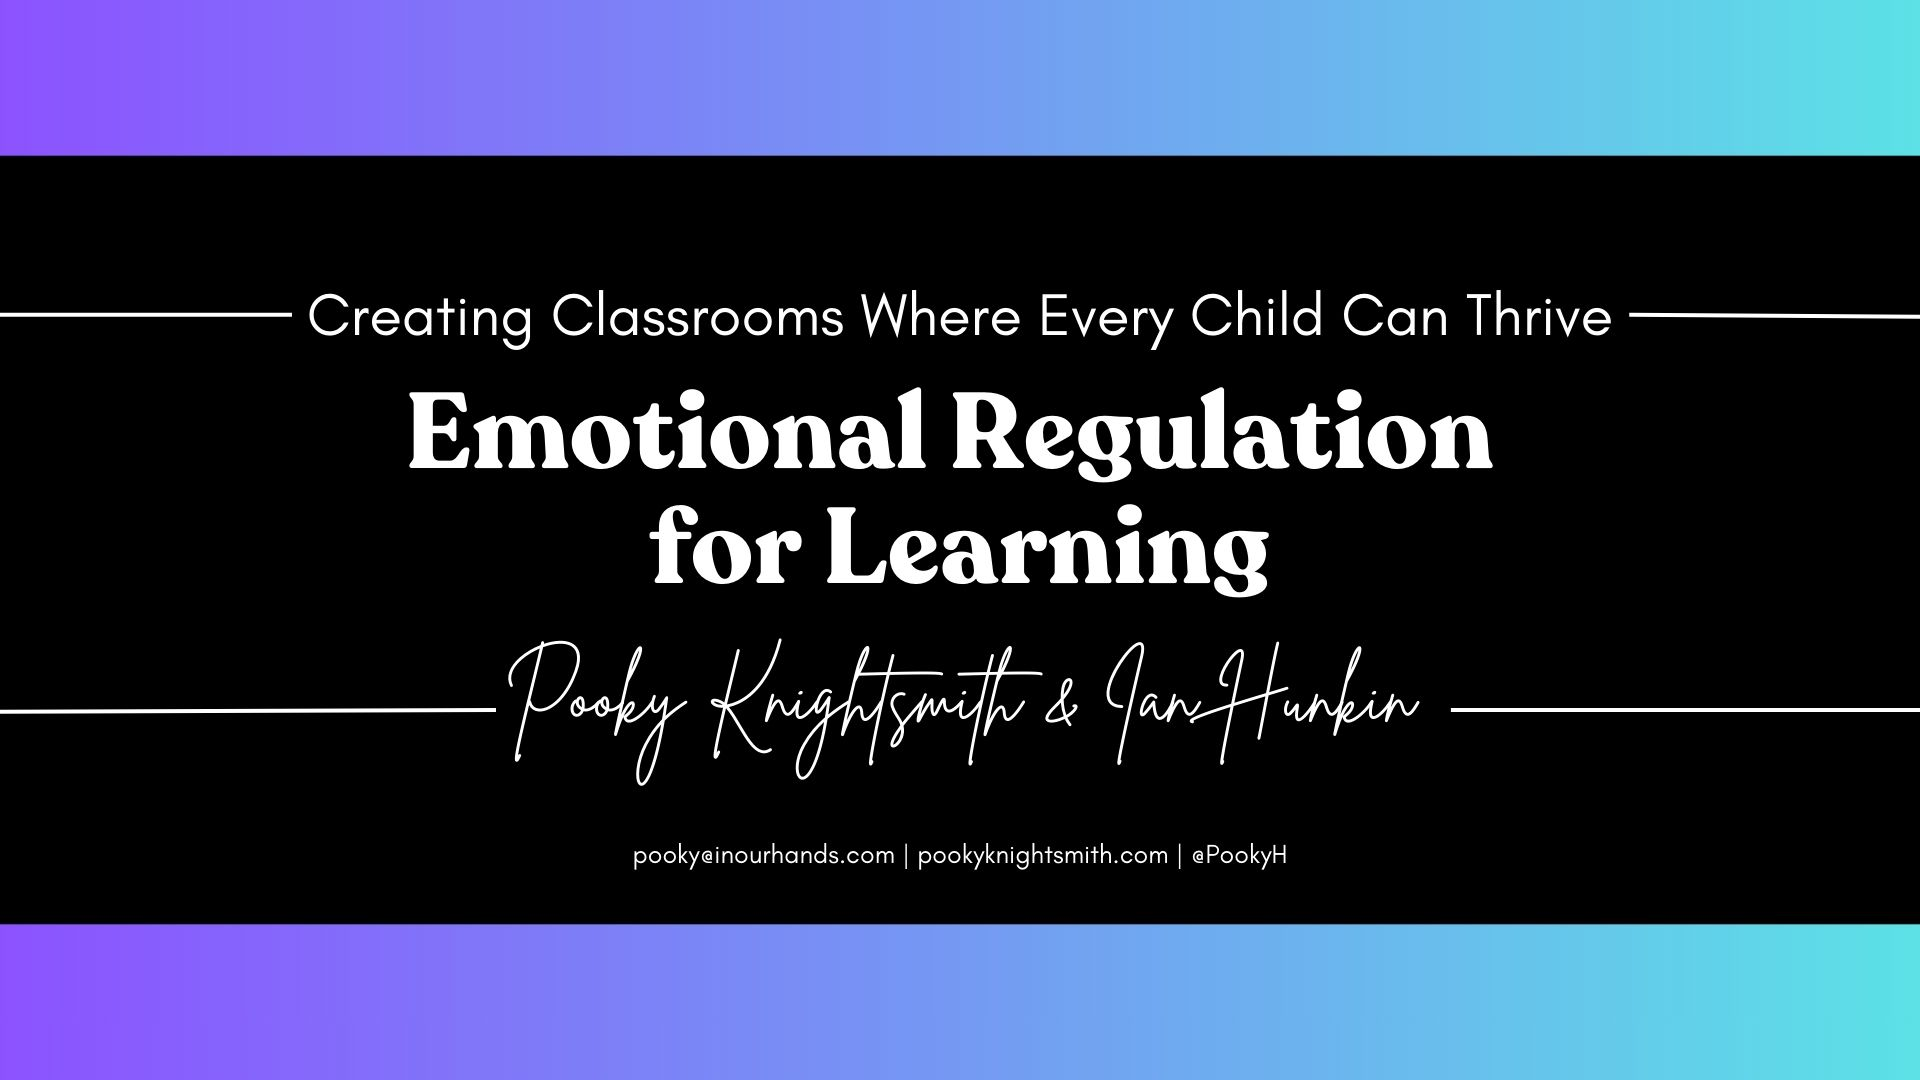 Creating Classrooms Where Every Child Can Thrive
Emotional Regulation
for Learning
Pooky Knightsmith & Ian Hunkin
pooky@inourhands.com | pookyknightsmith.com | @PookyH